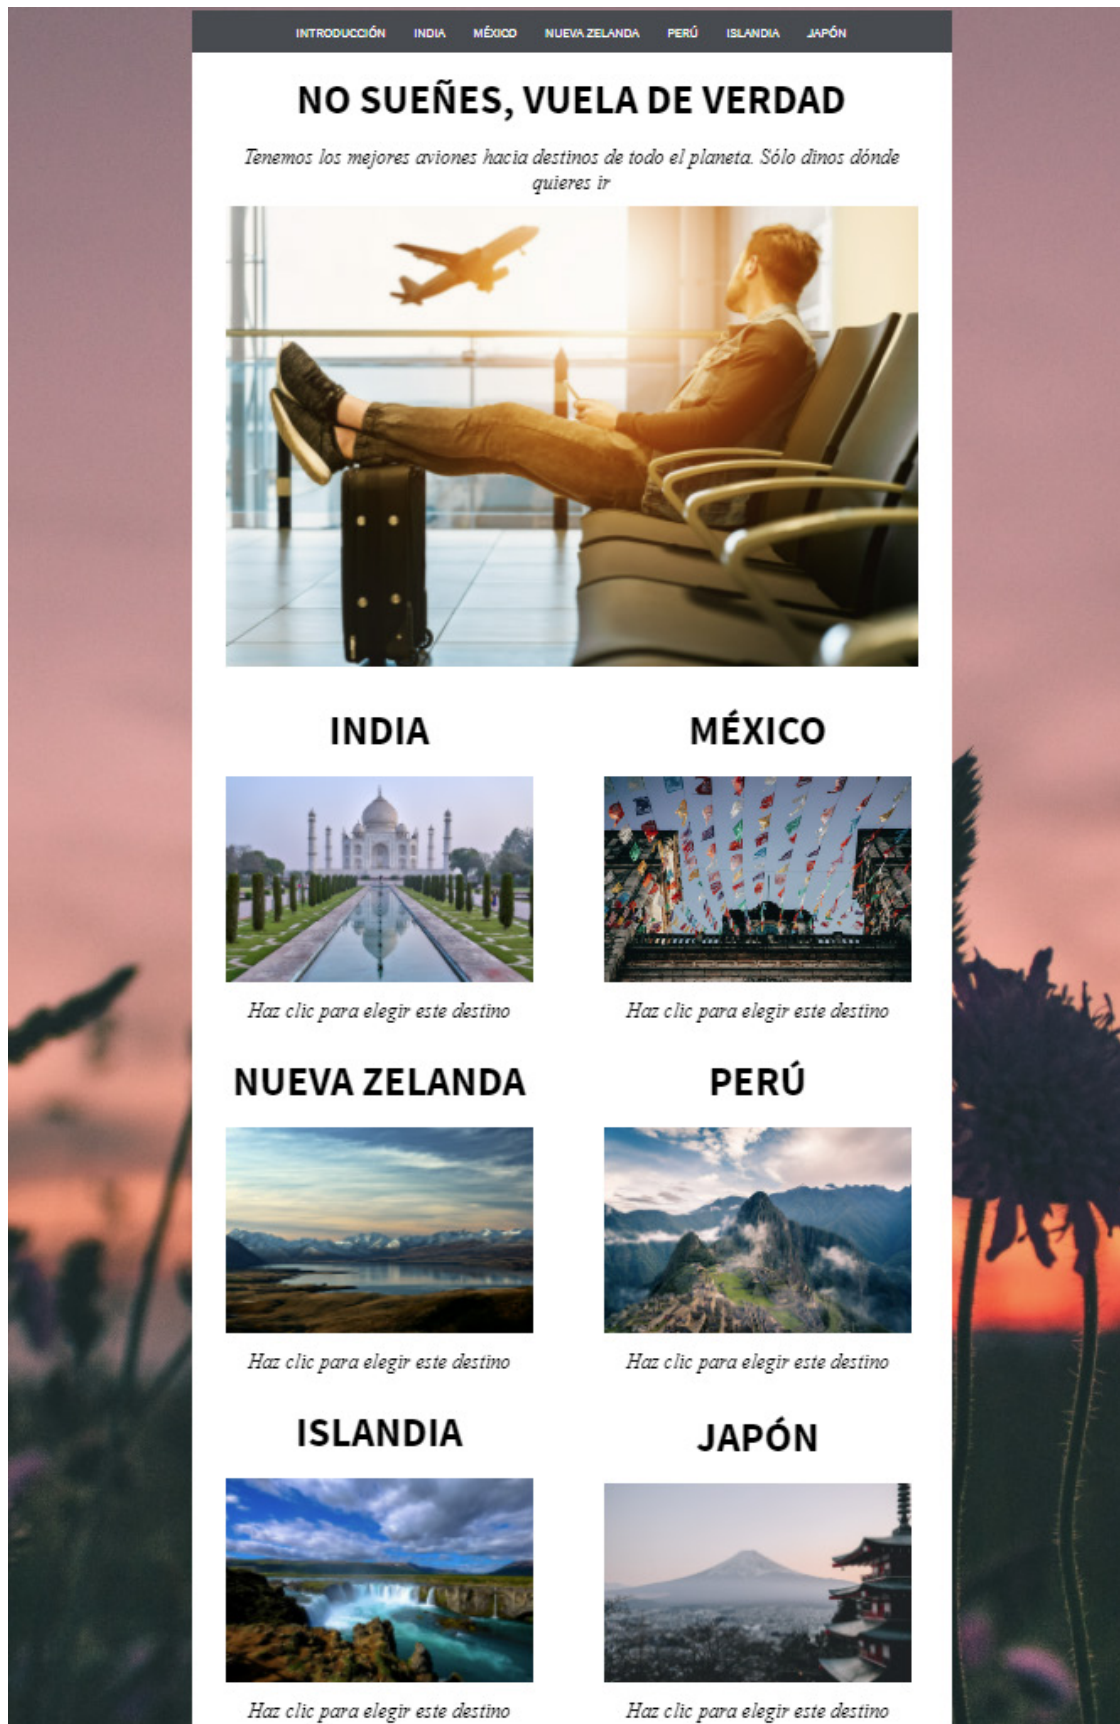 INTRODUCCIÓN INDIA MÉXICO NUEVA ZELANDA PERÚ ISLANDIA JAPÓN
NO SUEÑES, VUELA DE VERDAD
Tenemos los mejores aviones hacia destinos de todo el planeta. Sólo dinos dónde
quieres ir
INDIA
MÉXICO
Haz clic para elegir este destino
Haz clic para elegir este destino
NUEVA ZELANDA
PERÚ
Haz clic para elegir este destino
Haz clic para elegir este destino
ISLANDIA
JAPÓN
Haz clic para elegir este destino
Haz clic para elegir este destino